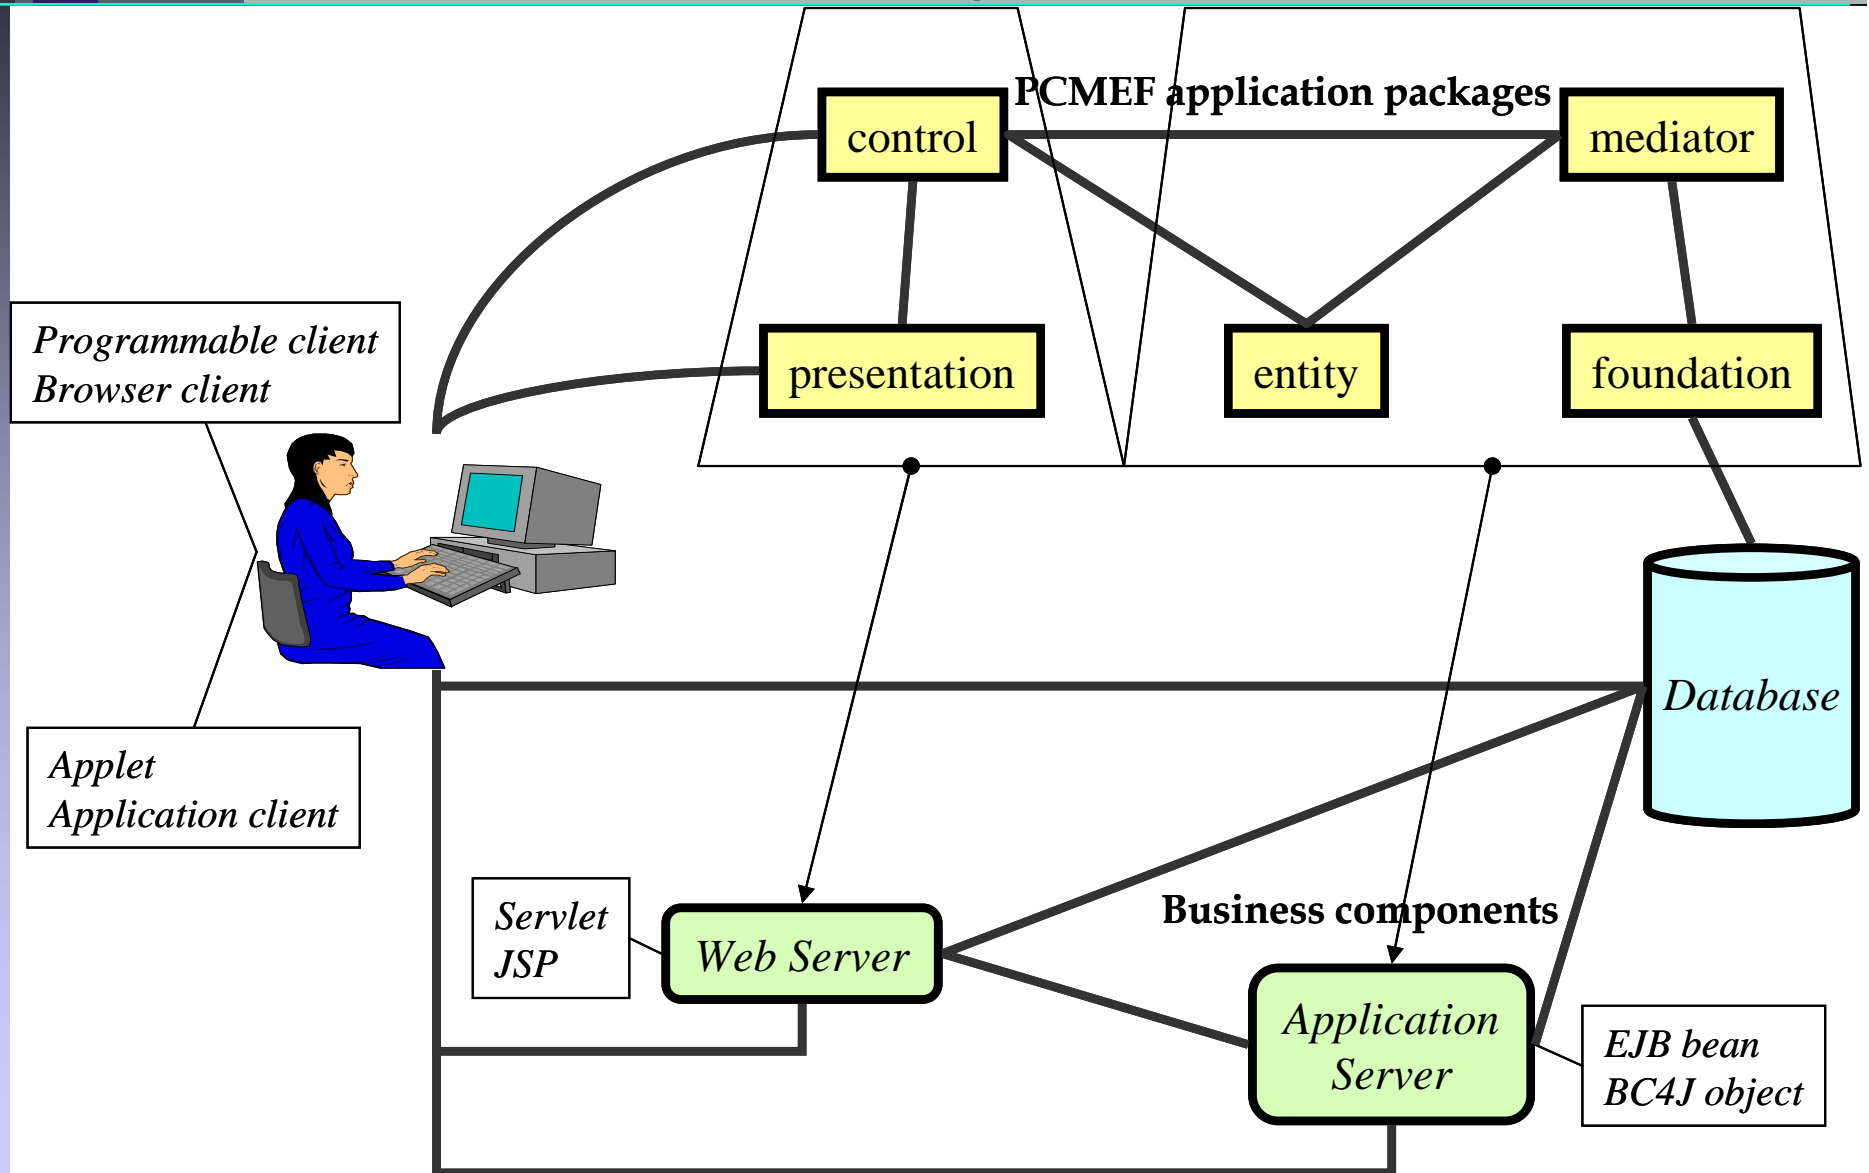 PCMEF application packages
control
mediator
presentation
entity
foundation
Programmable client
Browser client
Database
Applet
Application client
Servlet
JSP
Web Server
Business components
Application
Server
EJB bean
BC4J object